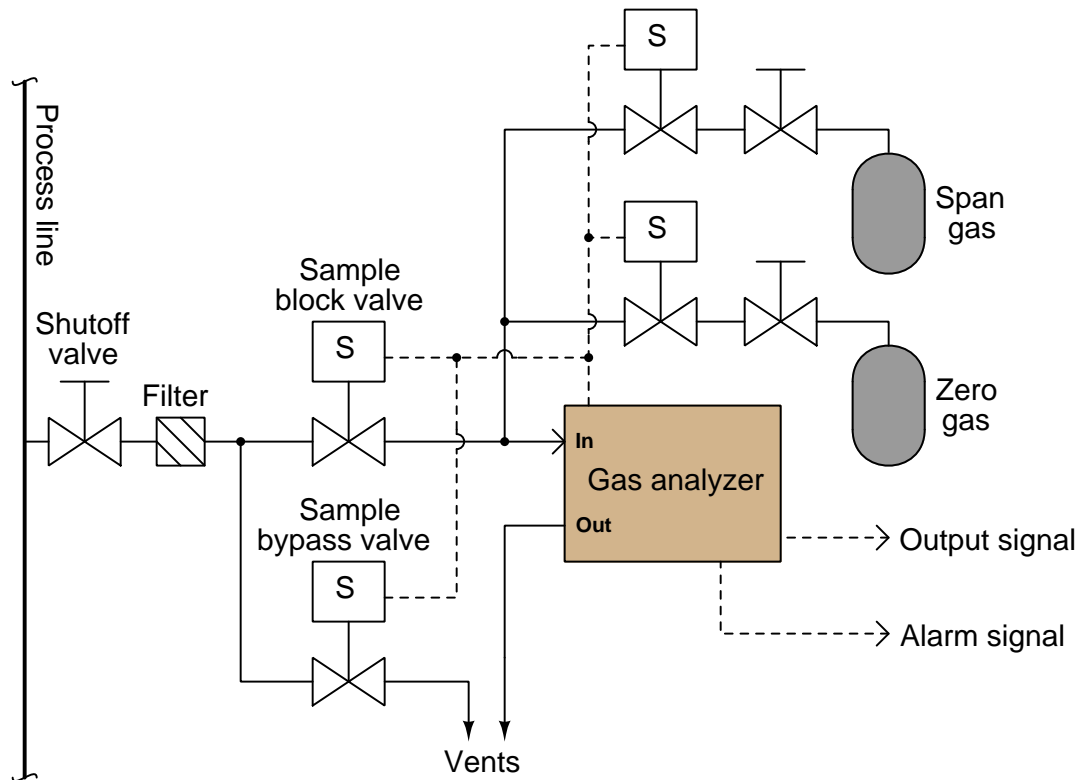 S
Process line
S
Span
gas
Sample
block valve
Shutoff
valve
S
Filter
Zero
gas
In
Gas analyzer
Sample
bypass valve
Out
S
Output signal
Alarm signal
Vents